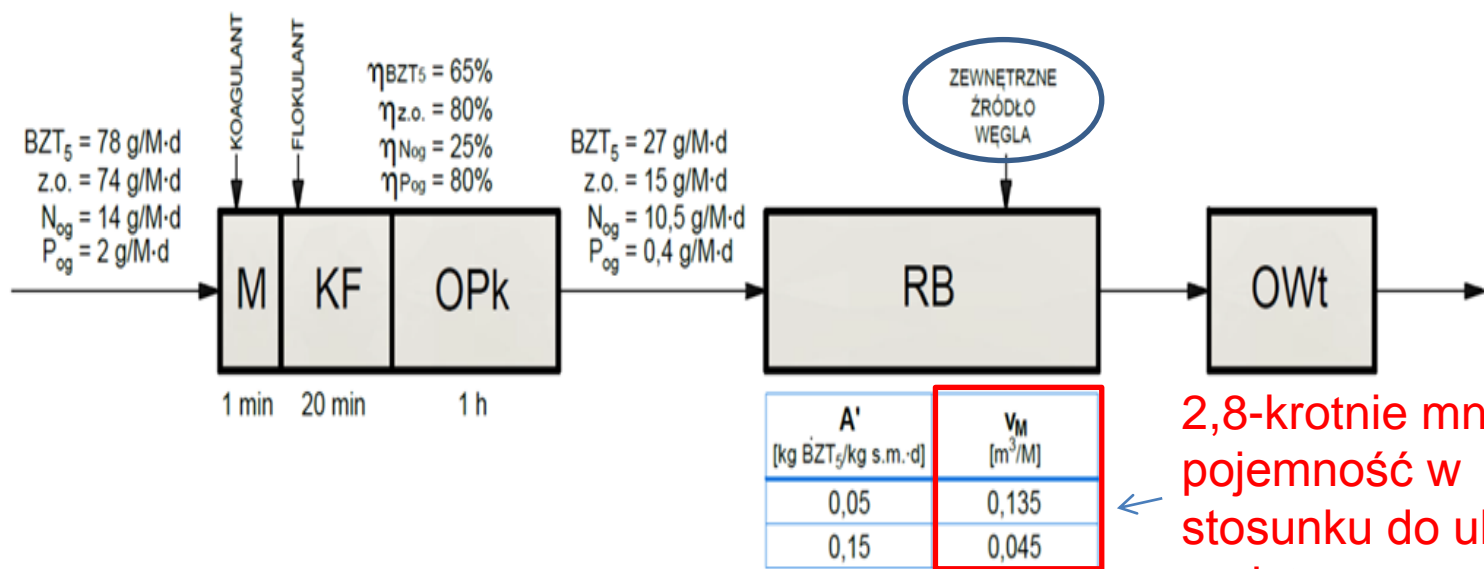 KOAGULANT
FLOKULANT
ηBZT₅ = 65%
ηz.o. = 80%
ηNog = 25%
ηPog = 80%
BZT₅ = 78 g/M·d
z.o. = 74 g/M·d
Nog = 14 g/M·d
Pog = 2 g/M·d
BZT₅ = 27 g/M·d
z.o. = 15 g/M·d
Nog = 10,5 g/M·d
Pog = 0,4 g/M·d
ZEWNĘTRZNE
ŹRÓDŁO
WĘGLA
M KF OPk RB OWt
1 min 20 min 1 h
A' vM
[kg BZT₅/kg s.m.·d] [m³/M]
0,05 0,135
0,15 0,045
2,8-krotnie mn
pojemność w
stosunku do u